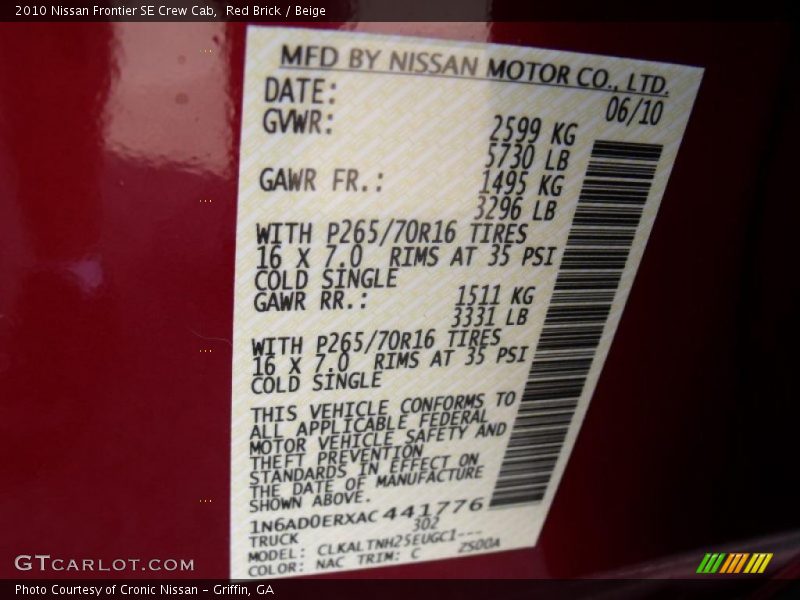 2010 Nissan Frontier SE Crew Cab,  Red Brick / Beige
MFD BY NISSAN MOTOR CO., LTD.
DATE: 06/10
GVWR: 2599 KG
5730 LB
GAWR FR.: 1495 KG
3296 LB
WITH P265/70R16 TIRES
16 X 7.0 RIMS AT 35 PSI
COLD SINGLE
GAWR RR.: 1511 KG
3331 LB
WITH P265/70R16 TIRES
16 X 7.0 RIMS AT 35 PSI
COLD SINGLE
THIS VEHICLE CONFORMS TO
ALL APPLICABLE FEDERAL
MOTOR VEHICLE SAFETY AND
THEFT PREVENTION
STANDARDS IN EFFECT ON
THE DATE OF MANUFACTURE
SHOWN ABOVE.
1N6AD0ERXAC441776
TRUCK 302
MODEL: CLKALTNH25EUGC1---
COLOR: NAC TRIM: C ZS00A
GTCARLOT.COM
Photo Courtesy of Cronic Nissan – Griffin, GA